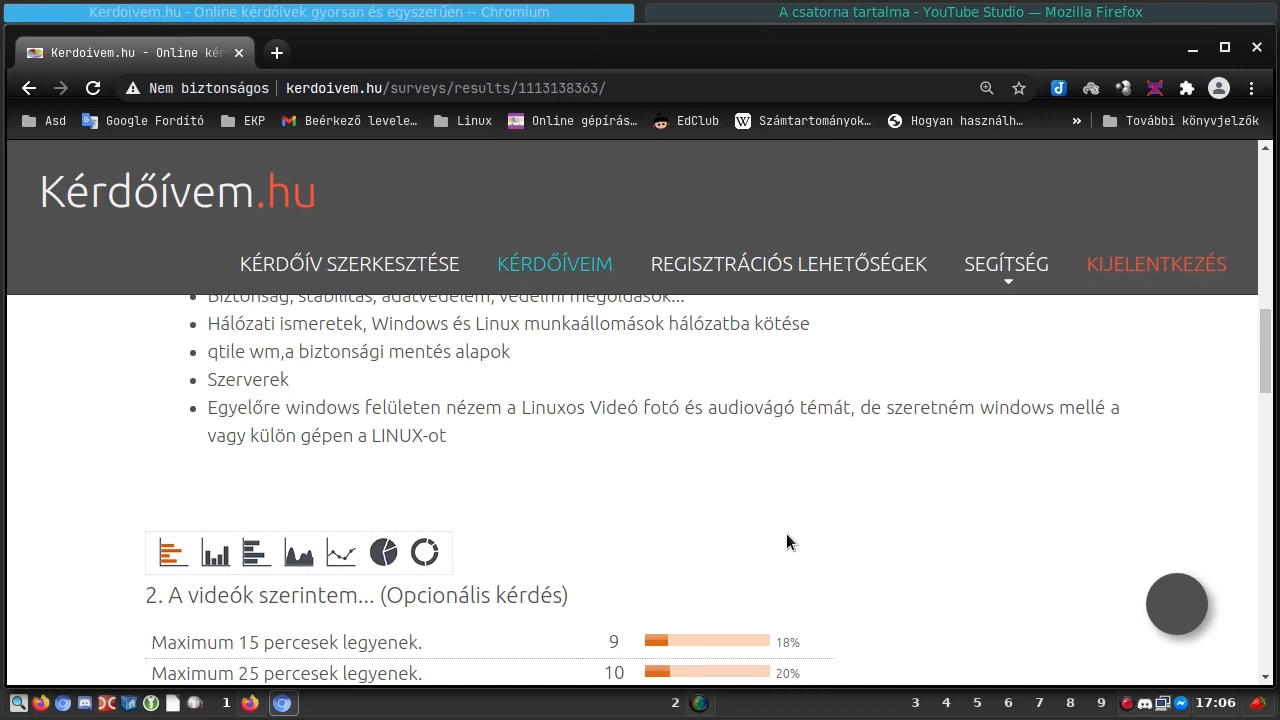 Kerdoivem.hu - Online kérdőívek gyorsan és egyszerűen -- Chromium
A csatorna tartalma - YouTube Studio — Mozilla Firefox
Kerdoivem.hu - Online kér
Nem biztonságos
kerdoivem.hu/surveys/results/1113138363/
Asd
Google Fordító
EKP
Beérkező levele…
Linux
Online gépírás…
EdClub
Számtartományok…
Hogyan használh…
»
További könyvjelzők
Kérdőívem.hu
KÉRDŐÍV SZERKESZTÉSE
KÉRDŐÍVEIM
REGISZTRÁCIÓS LEHETŐSÉGEK
SEGÍTSÉG
KIJELENTKEZÉS
Biztonság, stabilitás, adatvédelem, védelmi megoldások...
Hálózati ismeretek, Windows és Linux munkaállomások hálózatba kötése
qtile wm,a biztonsági mentés alapok
Szerverek
Egyelőre windows felületen nézem a Linuxos Videó fotó és audiovágó témát, de szeretném windows mellé a
vagy külön gépen a LINUX-ot
2. A videók szerintem... (Opcionális kérdés)
Maximum 15 percesek legyenek. 9 18%
Maximum 25 percesek legyenek. 10 20%
1 2 3 4 5 6 7 8 9 17:06